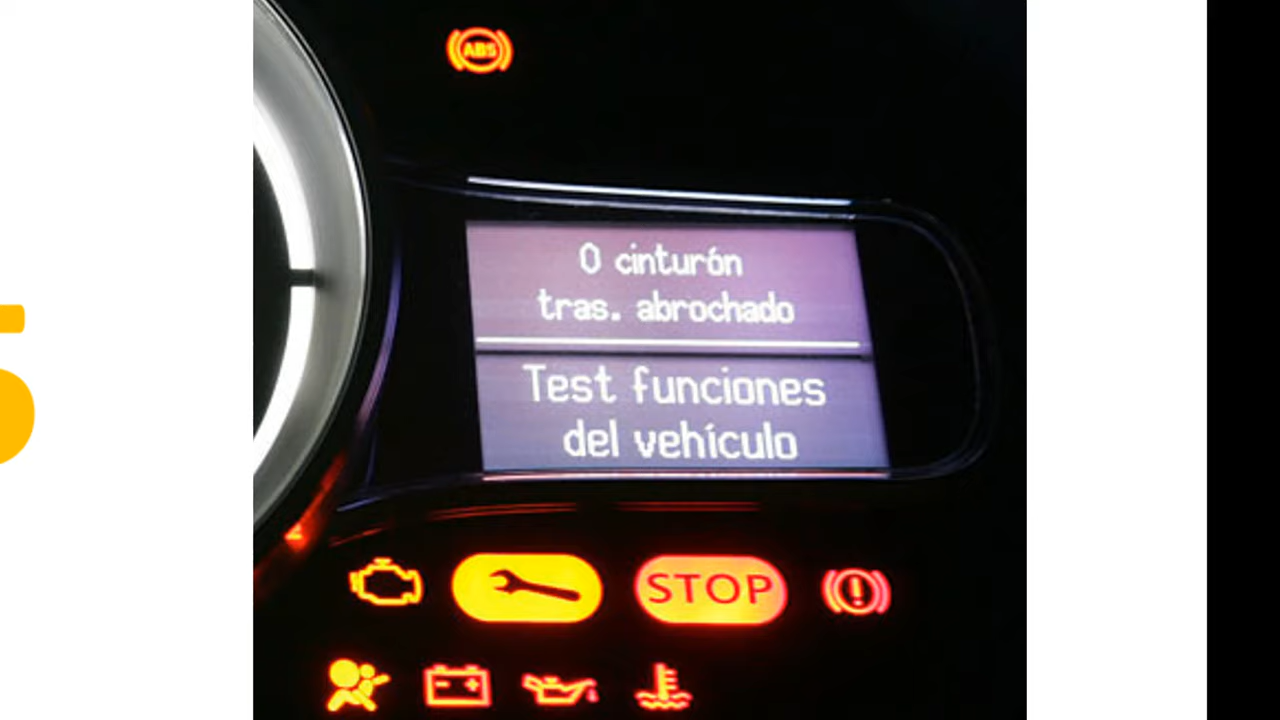 ABS
0 cinturón
tras. abrochado
Test funciones
del vehículo
STOP